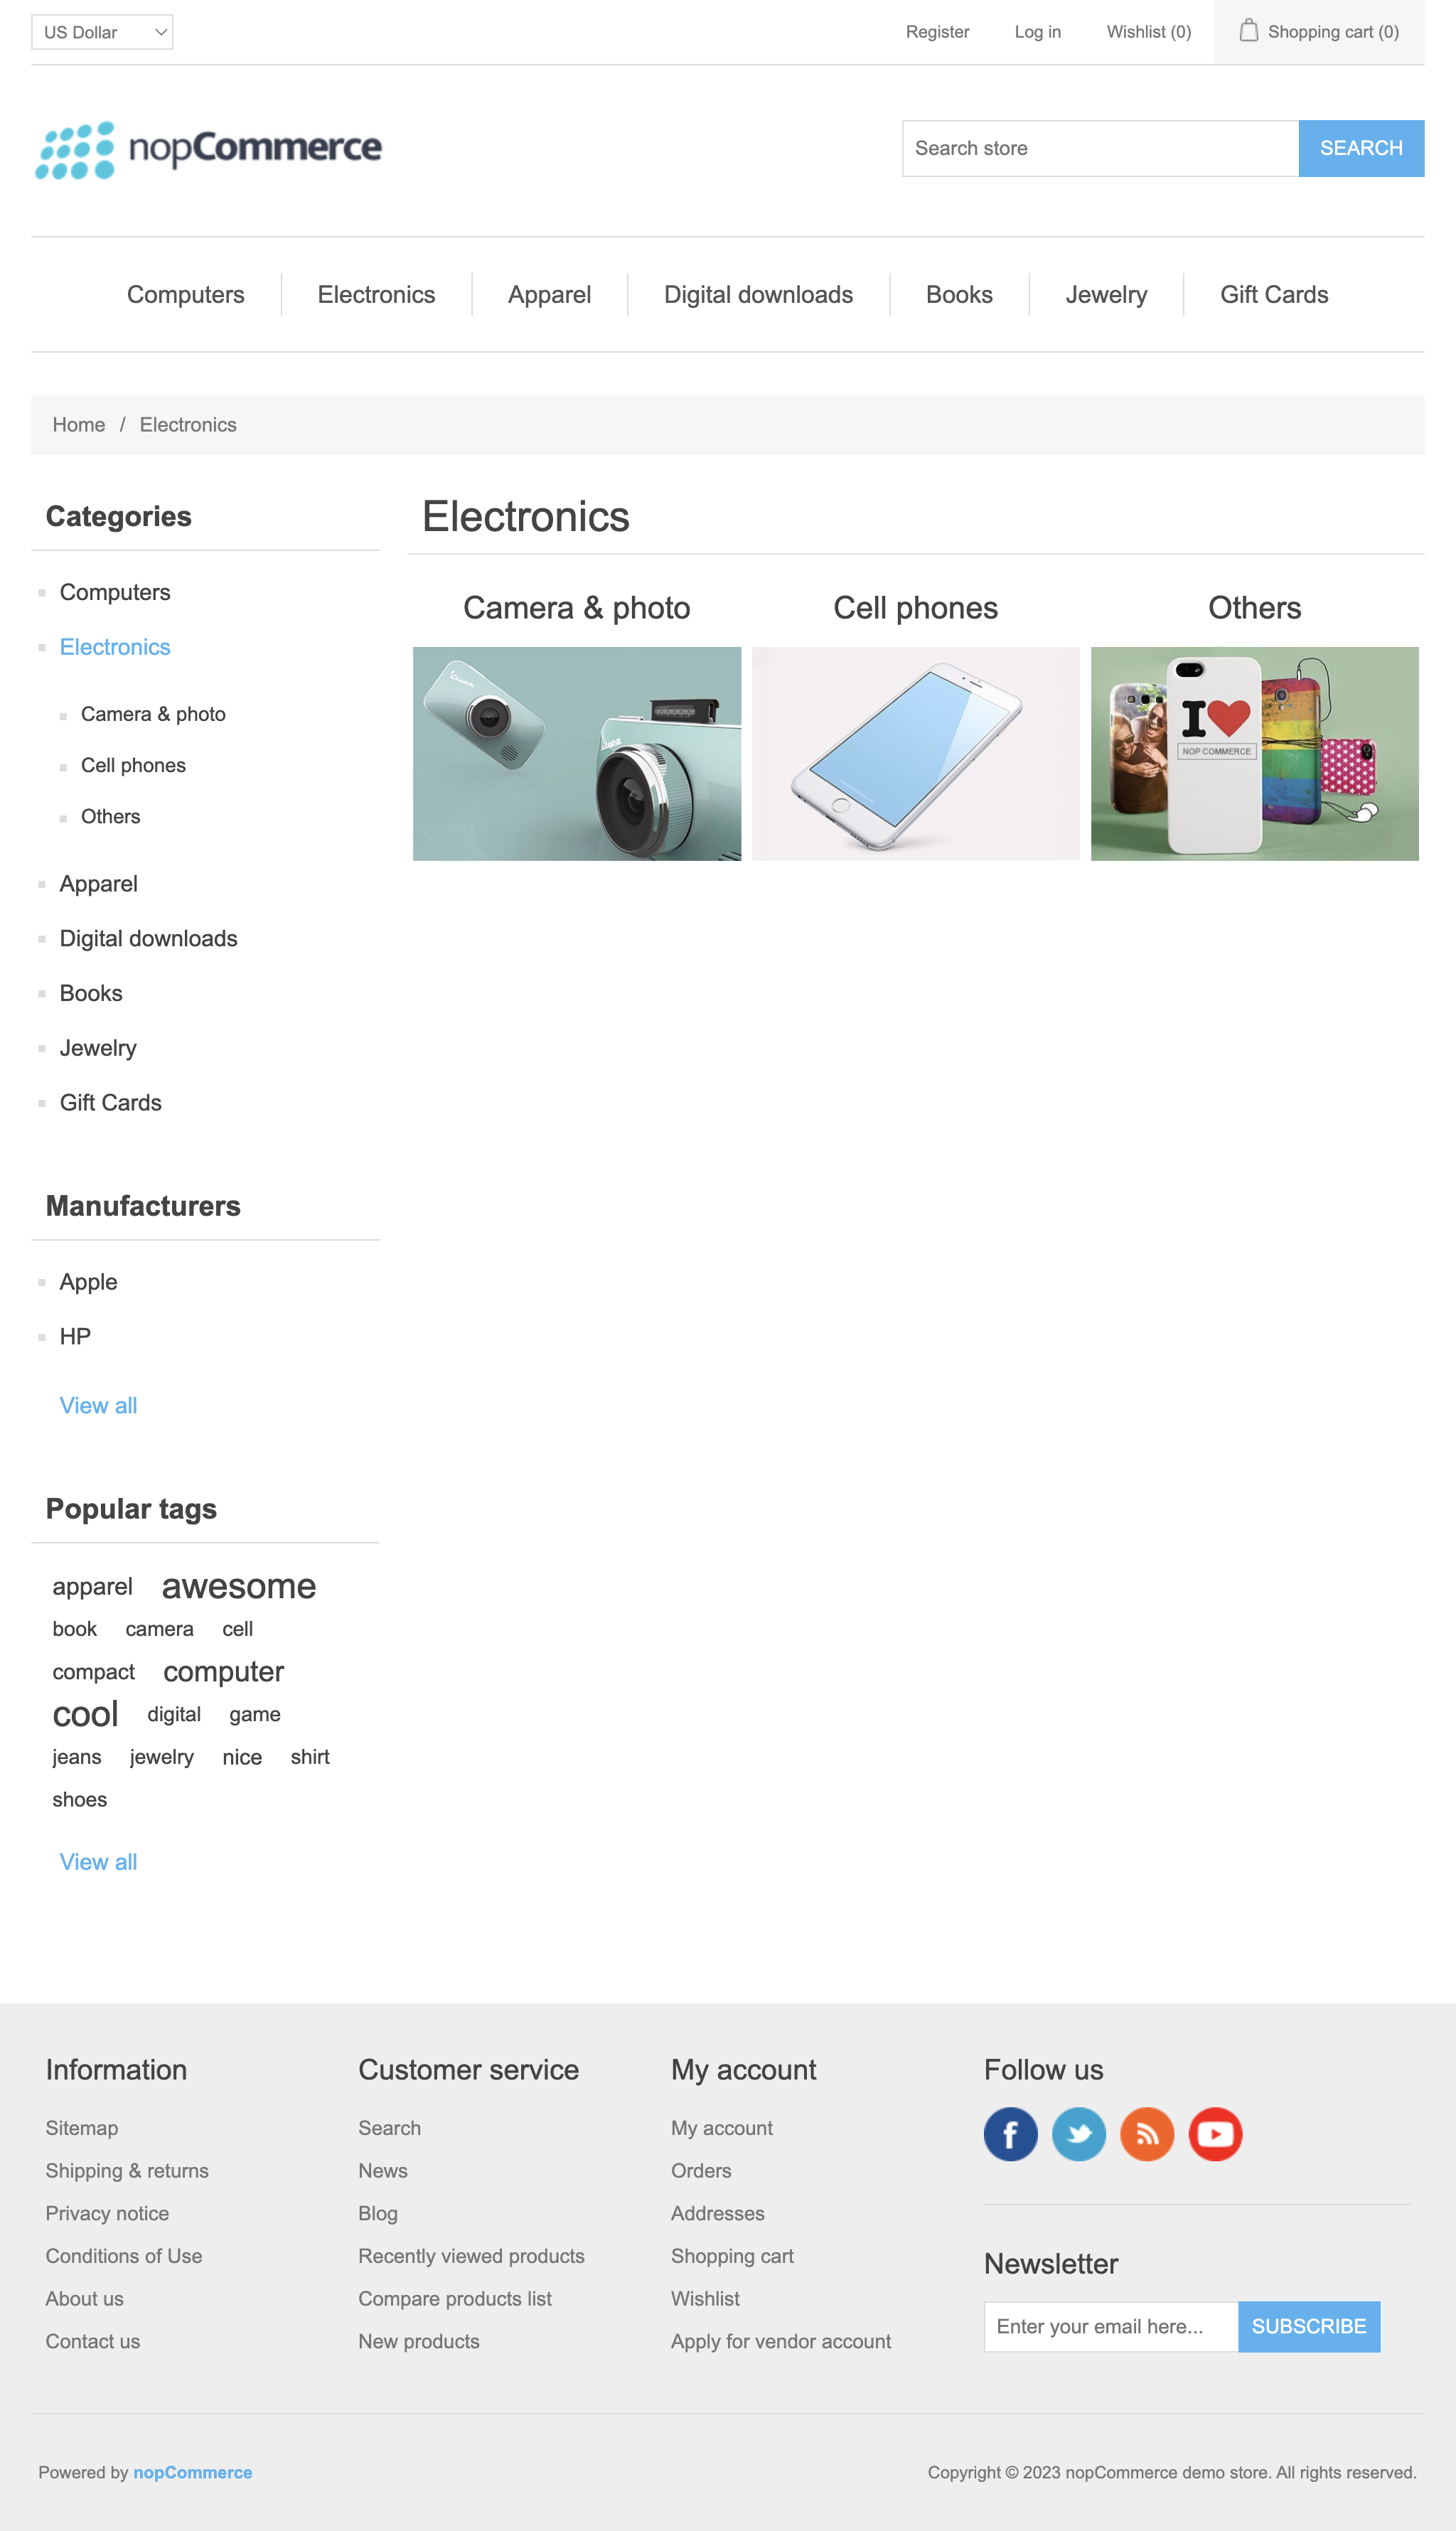 US Dollar
Register
Log in
Wishlist (0)
Shopping cart (0)
nopCommerce
Search store
SEARCH
Computers
Electronics
Apparel
Digital downloads
Books
Jewelry
Gift Cards
Home / Electronics
Categories
Computers
Electronics
Camera & photo
Cell phones
Others
Apparel
Digital downloads
Books
Jewelry
Gift Cards
Manufacturers
Apple
HP
View all
Popular tags
apparel awesome
book camera cell
compact computer
cool digital game
jeans jewelry nice shirt
shoes
View all
Electronics
Camera & photo
Cell phones
Others
I
NOP COMMERCE
Information
Sitemap
Shipping & returns
Privacy notice
Conditions of Use
About us
Contact us
Customer service
Search
News
Blog
Recently viewed products
Compare products list
New products
My account
My account
Orders
Addresses
Shopping cart
Wishlist
Apply for vendor account
Follow us
Newsletter
Enter your email here...
SUBSCRIBE
Powered by nopCommerce
Copyright © 2023 nopCommerce demo store. All rights reserved.